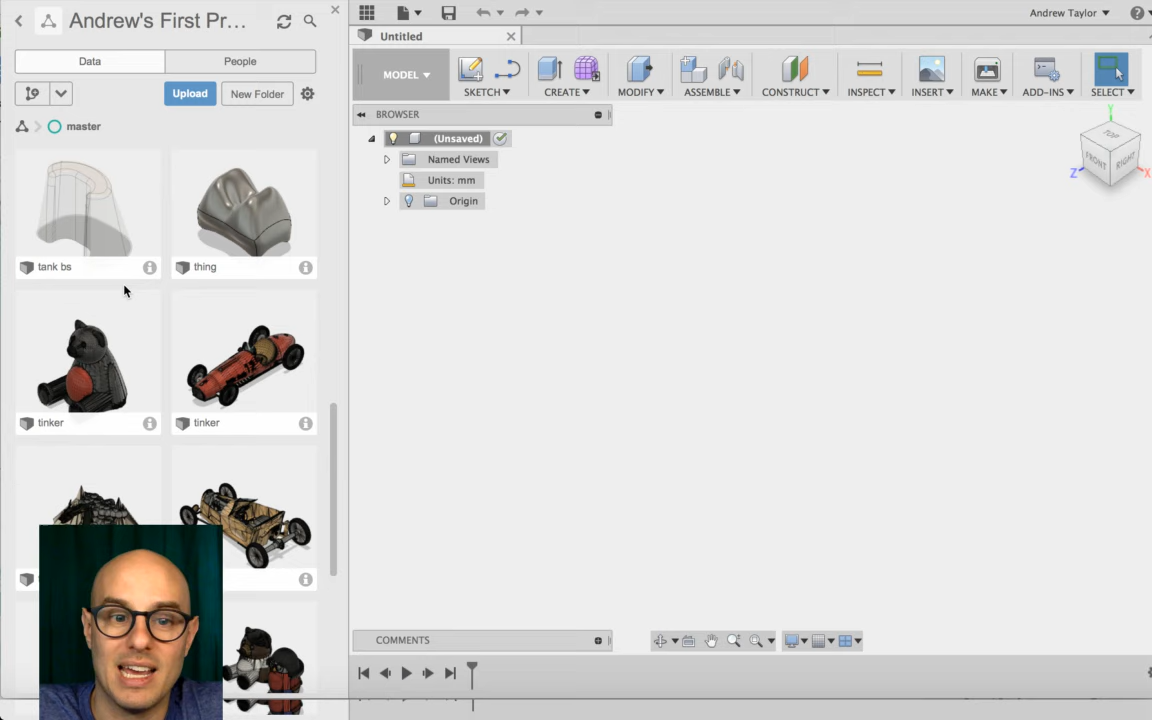 Andrew's First Pr...
Andrew Taylor
Data
People
Untitled
Upload
New Folder
MODEL
SKETCH
CREATE
MODIFY
ASSEMBLE
CONSTRUCT
INSPECT
INSERT
MAKE
ADD-INS
SELECT
master
BROWSER
(Unsaved)
Named Views
Units: mm
Origin
Y
TOP
FRONT
RIGHT
Z
X
tank bs
thing
tinker
tinker
COMMENTS